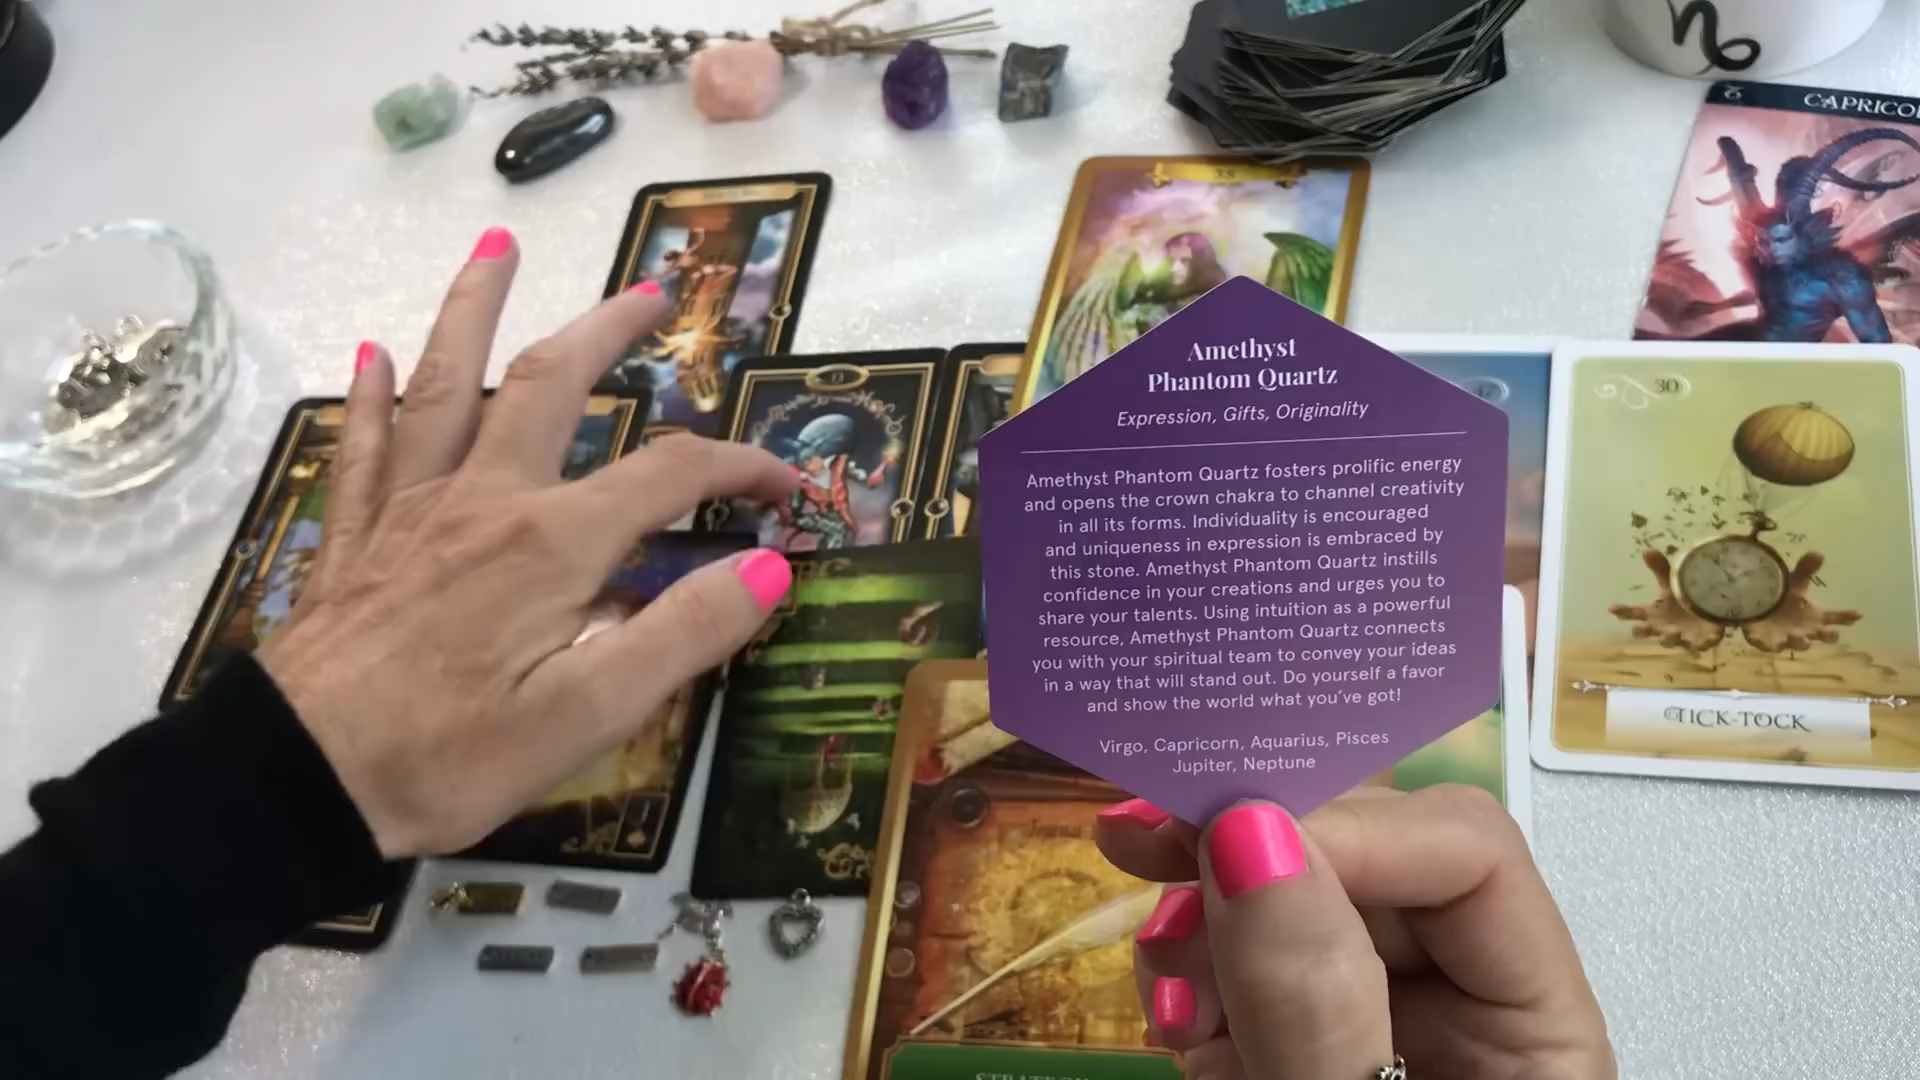 CAPRICO
39
0
17
30
Amethyst
Phantom Quartz
Expression, Gifts, Originality
Amethyst Phantom Quartz fosters prolific energy
and opens the crown chakra to channel creativity
in all its forms. Individuality is encouraged
and uniqueness in expression is embraced by
this stone. Amethyst Phantom Quartz instills
confidence in your creations and urges you to
share your talents. Using intuition as a powerful
resource, Amethyst Phantom Quartz connects
you with your spiritual team to convey your ideas
in a way that will stand out. Do yourself a favor
and show the world what you've got!
Virgo, Capricorn, Aquarius, Pisces
Jupiter, Neptune
TICK-TOCK